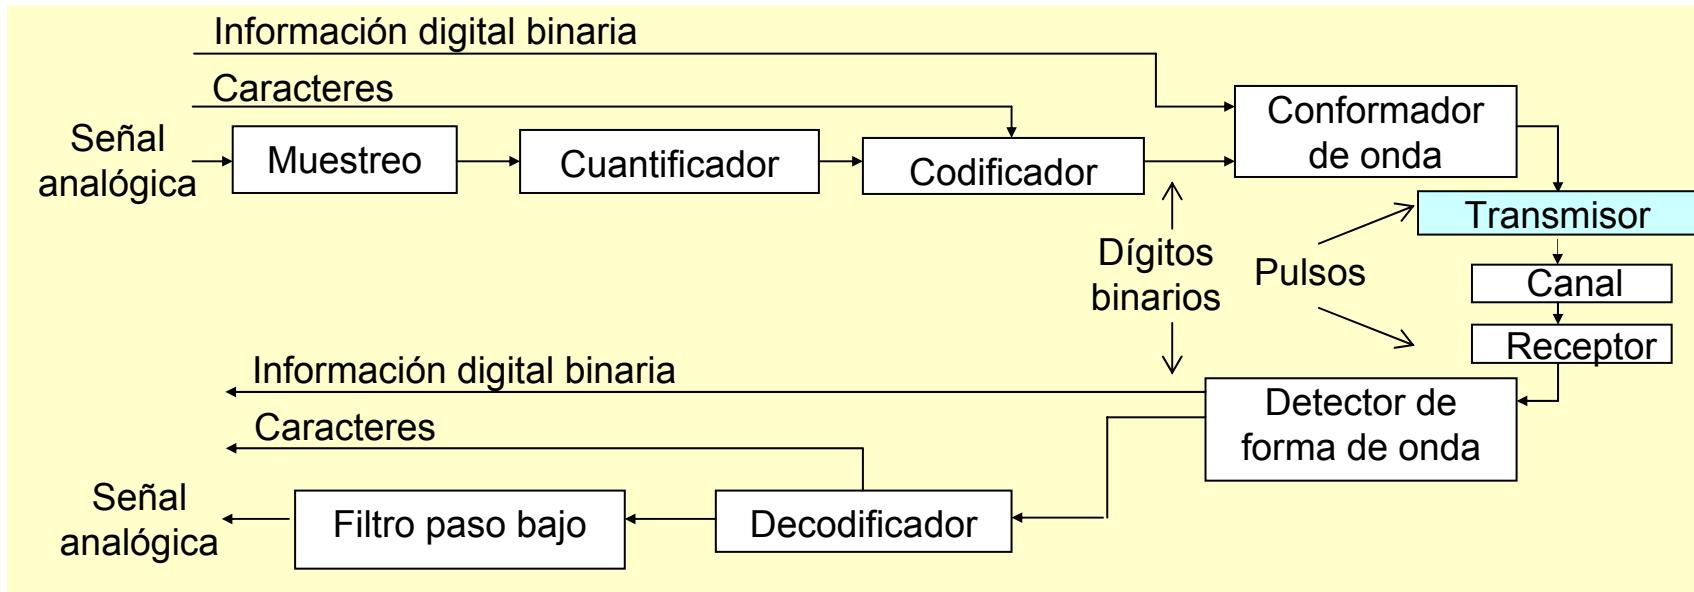 Información digital binaria
Caracteres
Señal
analógica
Muestreo
Cuantificador
Codificador
Conformador
de onda
Transmisor
Dígitos
binarios
Pulsos
Canal
Receptor
Información digital binaria
Caracteres
Detector de
forma de onda
Señal
analógica
Filtro paso bajo
Decodificador